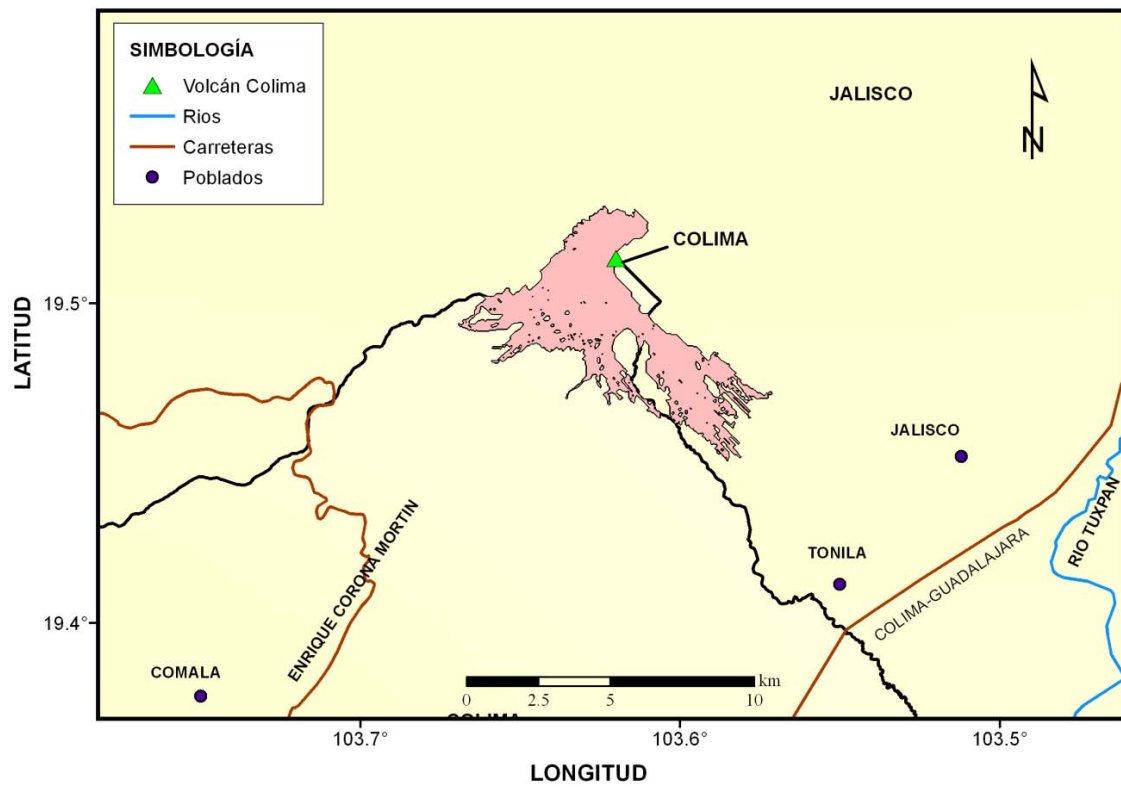 SIMBOLOGÍA
Volcán Colima
Rios
Carreteras
Poblados
JALISCO
N
COLIMA
19.5°
LATITUD
JALISCO
RIO TUXPAN
TONILA
COLIMA-GUADALAJARA
ENRIQUE CORONA MORTIN
19.4°
COMALA
km
0 2.5 5 10
COLIMA
103.7° 103.6° 103.5°
LONGITUD